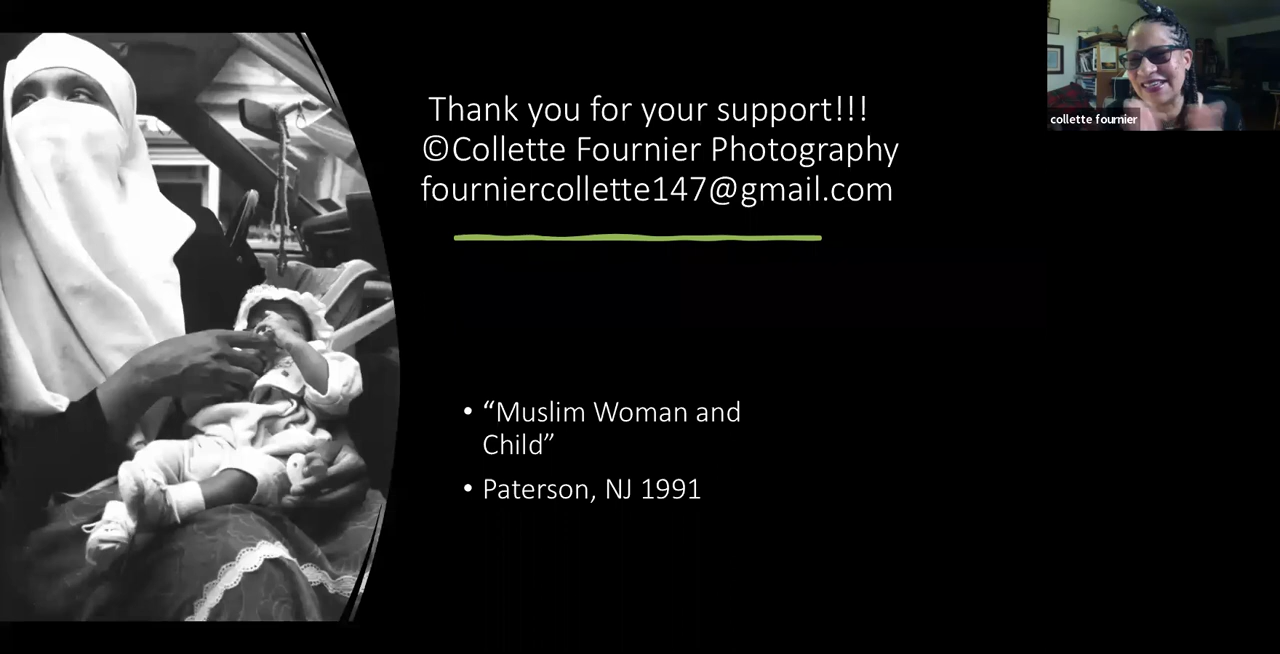 Thank you for your support!!!
©Collette Fournier Photography
fourniercollette147@gmail.com
collette fournier
• “Muslim Woman and
Child”
• Paterson, NJ 1991